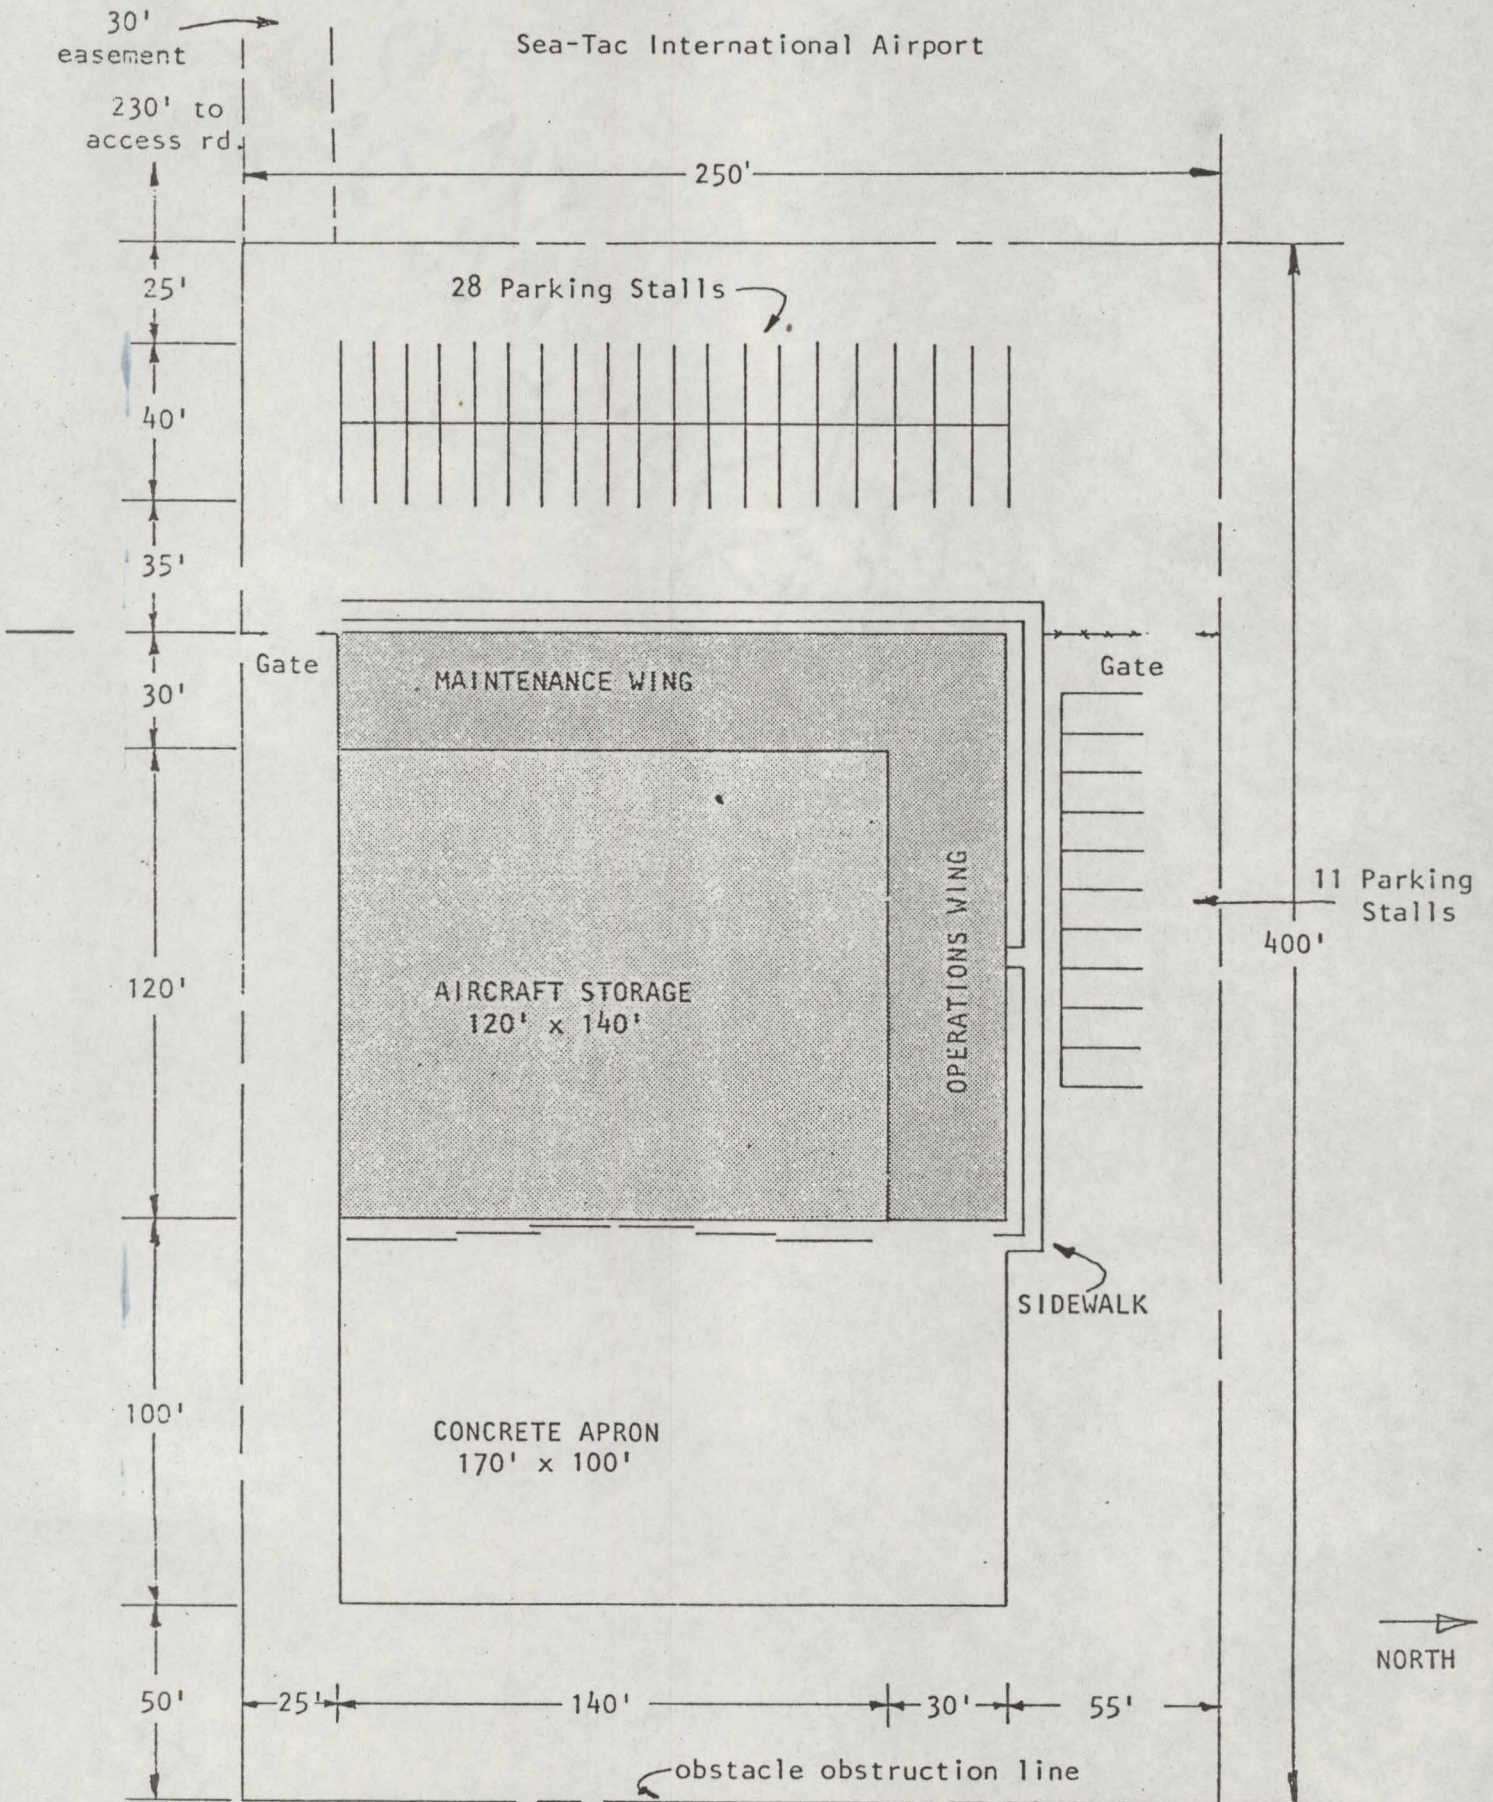 30'
easement
Sea-Tac International Airport
230' to
access rd.
250'
25'
28 Parking Stalls
40'
35'
Gate
Gate
30'
MAINTENANCE WING
OPERATIONS WING
11 Parking
Stalls
400'
120'
AIRCRAFT STORAGE
120' x 140'
SIDEWALK
100'
CONCRETE APRON
170' x 100'
NORTH
50'
25'
140'
30'
55'
obstacle obstruction line